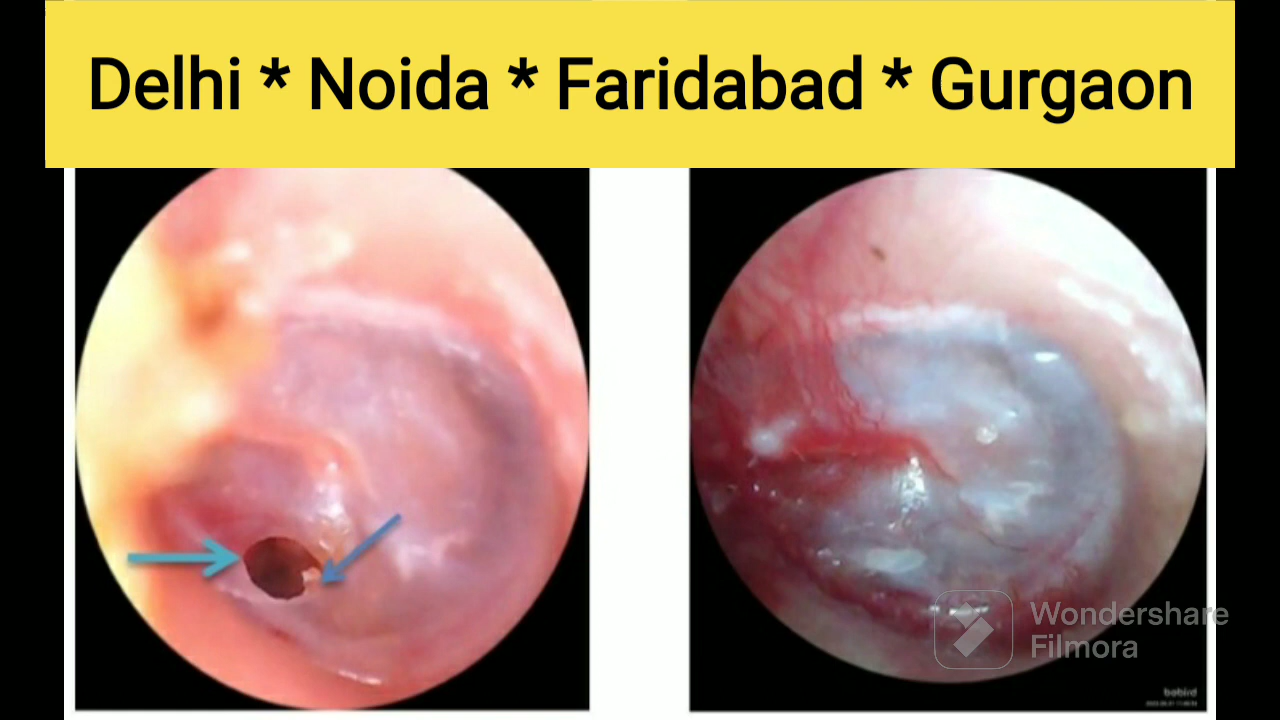 Delhi * Noida * Faridabad * Gurgaon
Wondershare
Filmora
bebird